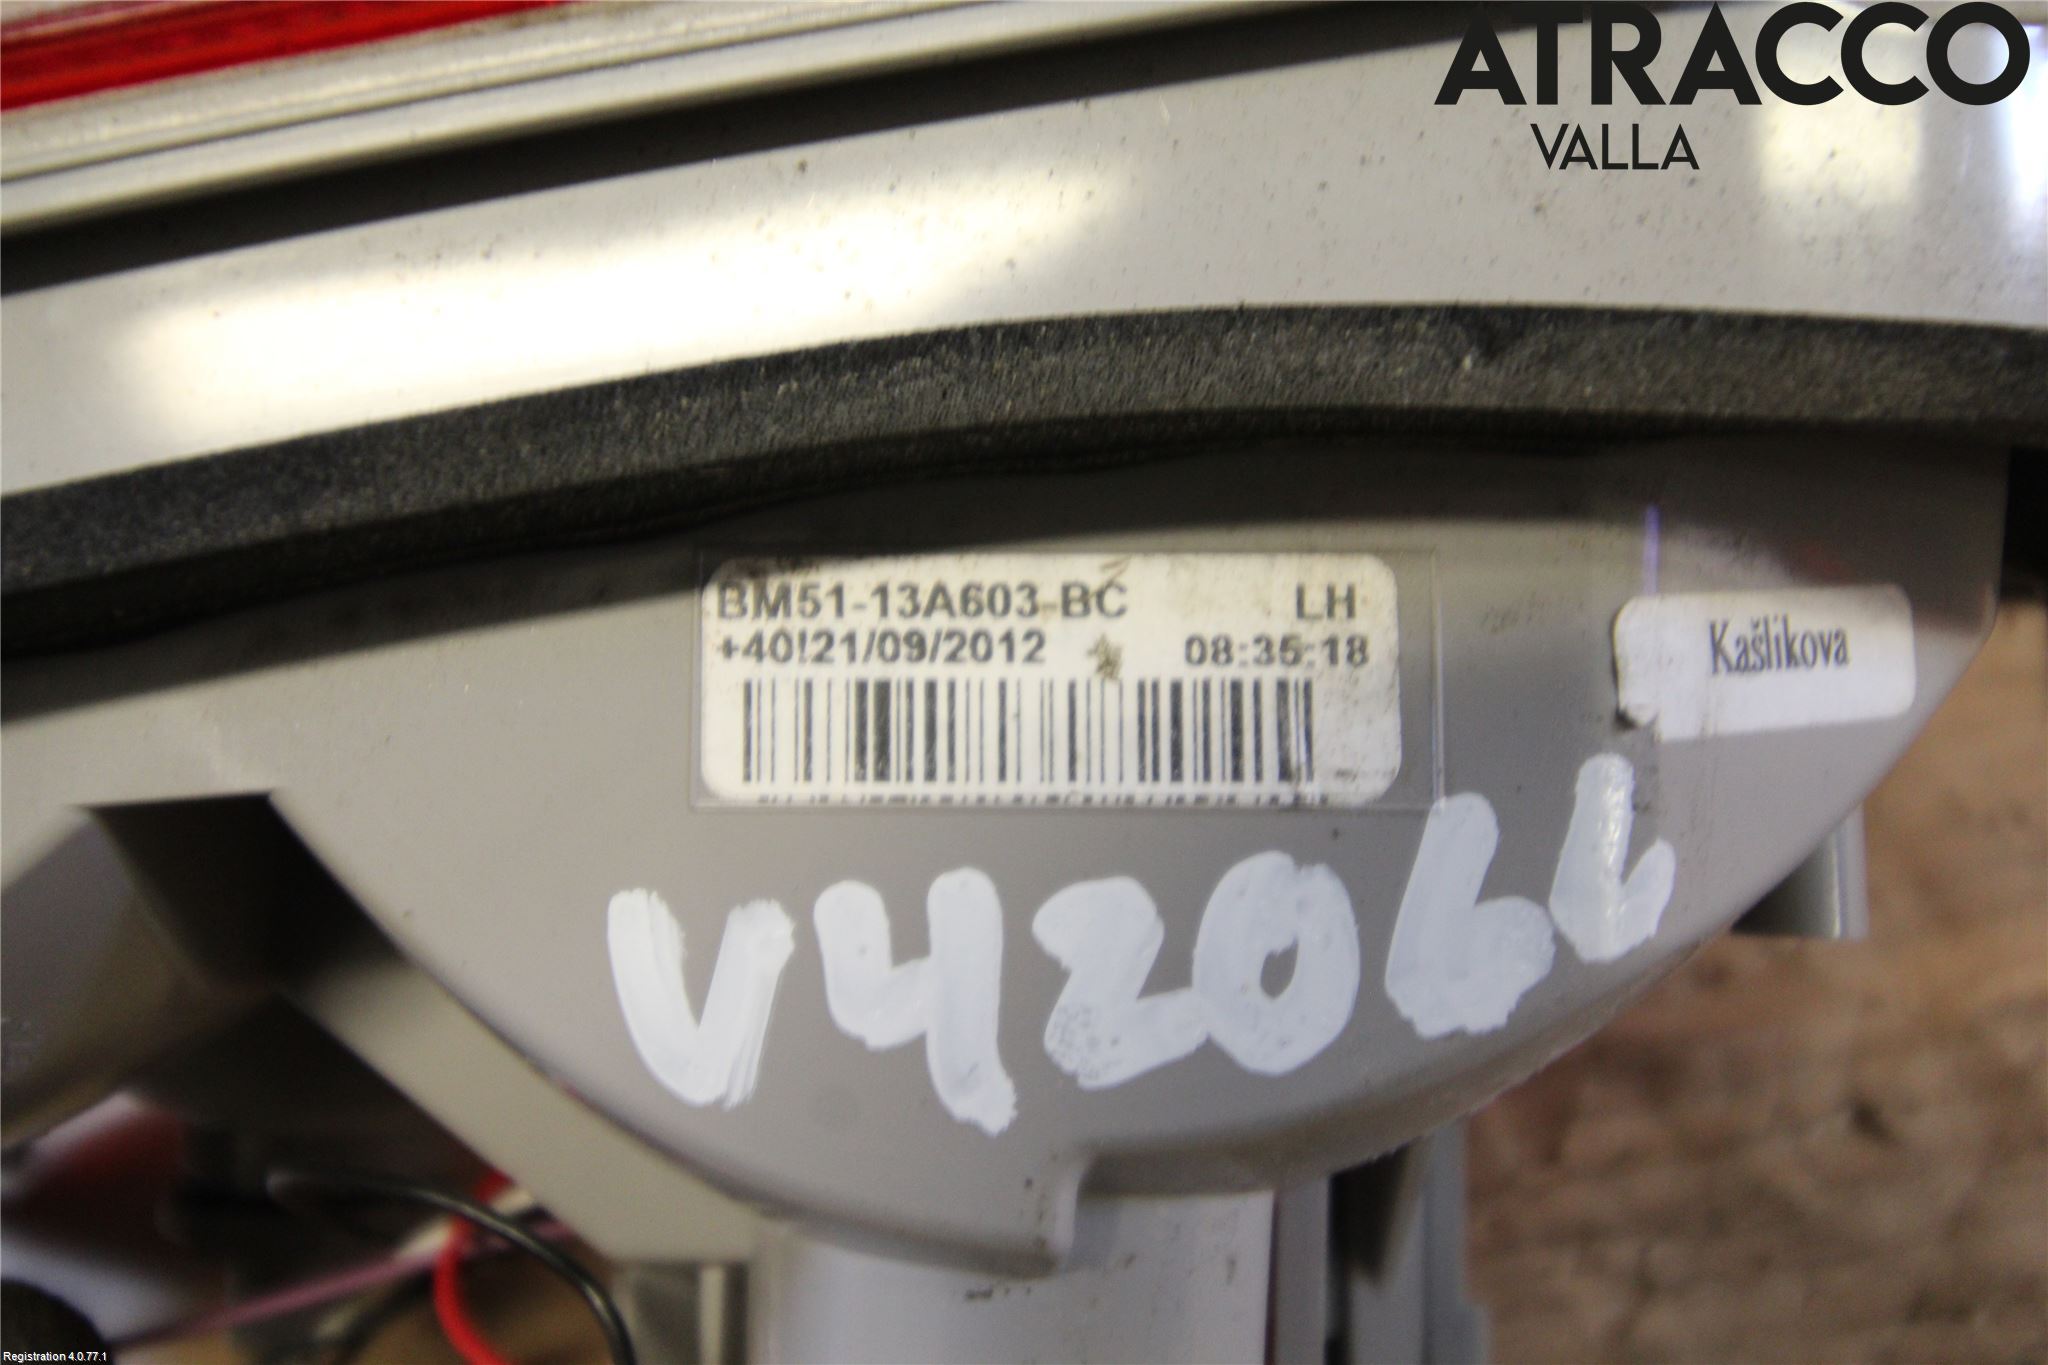 ATRACCO
VALLA
BM51-13A603-BC LH
+40!21/09/2012 08:35:18
Kašlikova
V42066
Registration 4.0.77.1